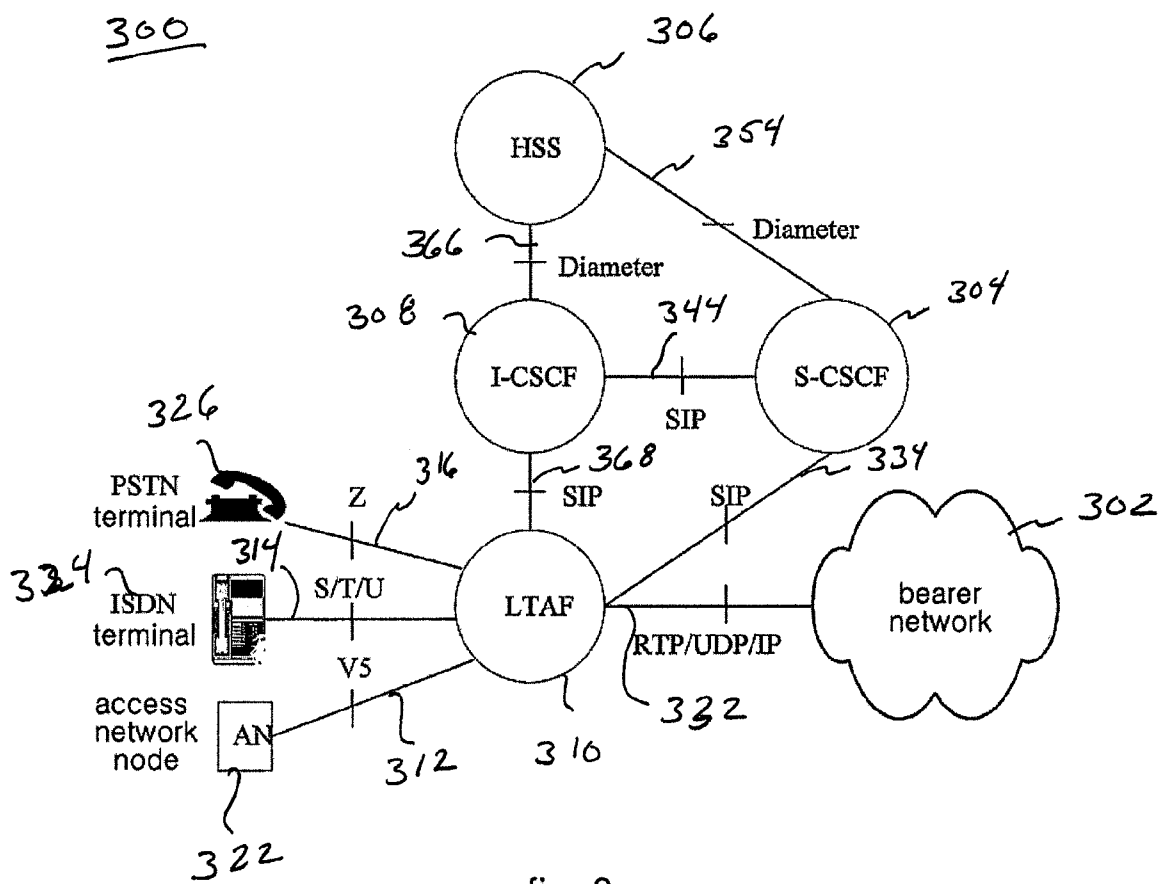 300
306
HSS
354
366
Diameter
Diameter
308
344
304
I-CSCF
S-CSCF
SIP
326
316
368
334
PSTN
terminal
Z
SIP
SIP
302
314
324
ISDN
terminal
S/T/U
LTAF
bearer
network
RTP/UDP/IP
V5
access
network
node
AN
332
312
310
322